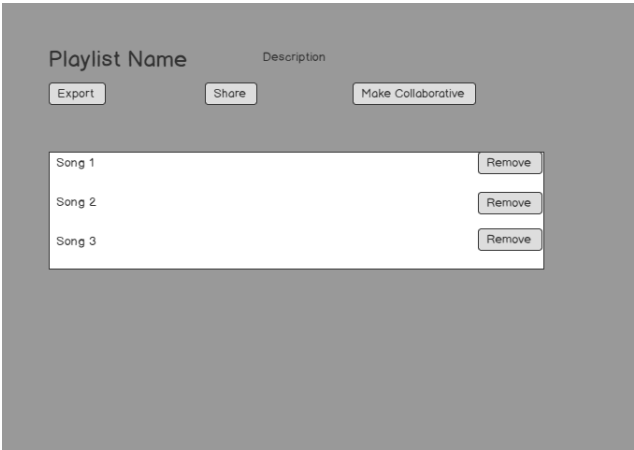 Playlist Name Description
Export Share Make Collaborative
Song 1 Remove
Song 2 Remove
Song 3 Remove